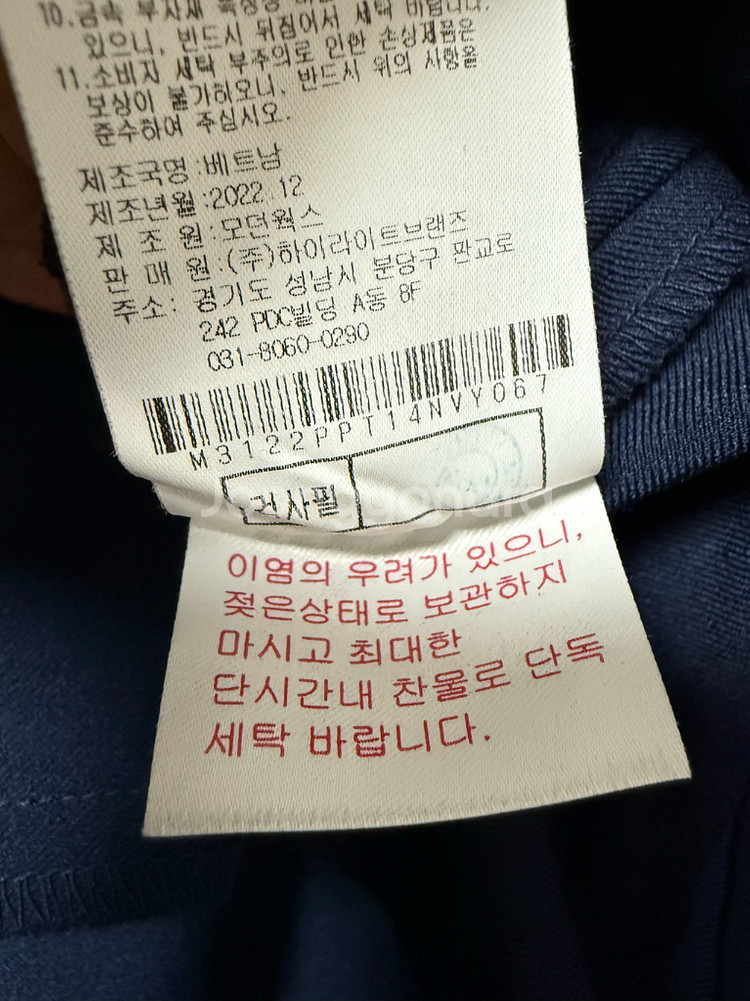 10.금속 부자재
있으니, 반드시 뒤집어서 세탁 바랍니다.
11.소비자 세탁 부주의로 인한 손상제품은
보상이 불가하오니, 반드시 위의 사항을
준수하여 주십시오.
제조국명:베트남
제조년월:2022.12
제 조 원:모던웍스
판 매 원:(주)하이라이트브랜즈
주소: 경기도 성남시 분당구 판교로
242 PDC빌딩 A동 8F
031-8060-0290
M3122PPT14NVY067
검사필
이염의 우려가 있으니,
젖은상태로 보관하지
마시고 최대한
단시간내 찬물로 단독
세탁 바랍니다.